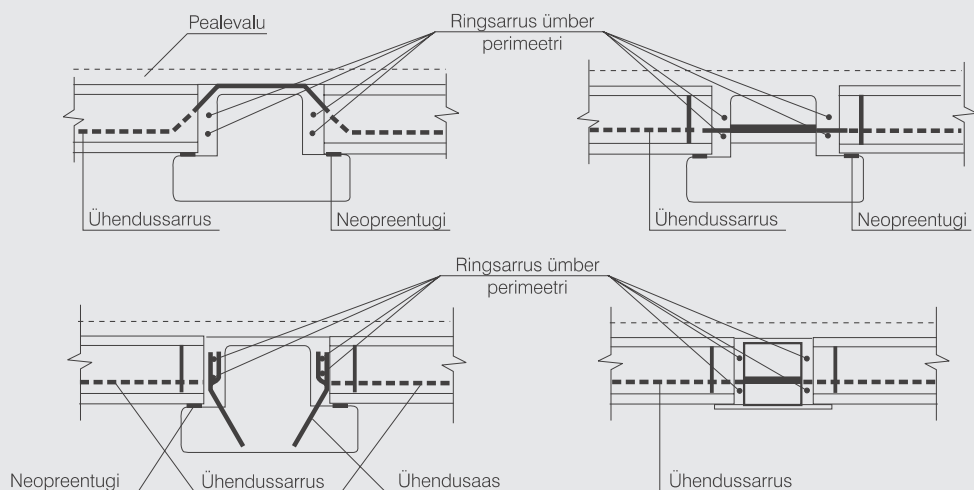 Pealevalu
Ringsarrus ümber
perimeetri
Ühendussarrus
Neopreentugi
Ühendussarrus
Neopreentugi
Ringsarrus ümber
perimeetri
Neopreentugi
Ühendussarrus
Ühendusaas
Ühendussarrus